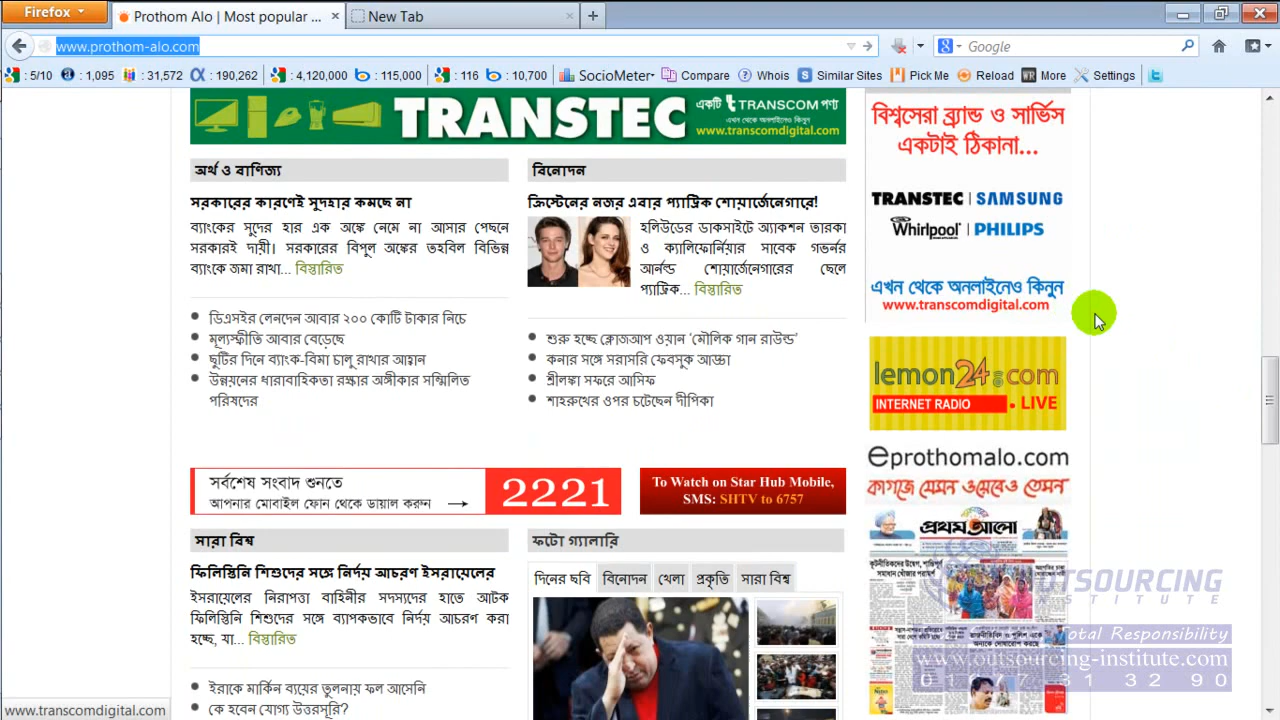 Firefox
Prothom Alo | Most popular ...
New Tab
www.prothom-alo.com
Google
5/10
1,095
31,572
190,262
4,120,000
115,000
116
10,700
SocioMeter
Compare
Whois
Similar Sites
Pick Me
Reload
More
Settings
TRANSTEC
একটি TRANSCOM পণ্য
এখন থেকে অনলাইনেও কিনুন
www.transcomdigital.com
বিশ্বসেরা ব্র্যান্ড ও সার্ভিস
একটাই ঠিকানা...
TRANSTEC | SAMSUNG
Whirlpool | PHILIPS
এখন থেকে অনলাইনেও কিনুন
www.transcomdigital.com
অর্থ ও বাণিজ্য
সরকারের কারণেই সুদহার কমছে না
ব্যাংকের সুদের হার এক অঙ্কে নেমে না আসার পেছনে
সরকারই দায়ী। সরকারের বিপুল অঙ্কের তহবিল বিভিন্ন
ব্যাংকে জমা রাখা... বিস্তারিত
ডিএসইর লেনদেন আবার ২০০ কোটি টাকার নিচে
মূল্যস্ফীতি আবার বেড়েছে
ছুটির দিনে ব্যাংক-বিমা চালু রাখার আহ্বান
উন্নয়নের ধারাবাহিকতা রক্ষার অঙ্গীকার সম্মিলিত
পরিষদের
বিনোদন
ক্রিস্টেনের নজর এবার প্যাট্রিক শোয়ার্জেনেগারে!
হলিউডের ডাকসাইটে অ্যাকশন তারকা
ও ক্যালিফোর্নিয়ার সাবেক গভর্নর
আর্নল্ড শোয়ার্জেনেগারের ছেলে
প্যাট্রিক... বিস্তারিত
শুরু হচ্ছে ক্লোজআপ ওয়ান ‘মৌলিক গান রাউন্ড’
কনার সঙ্গে সরাসরি ফেবসুক আড্ডা
শ্রীলঙ্কা সফরে আসিফ
শাহরুখের ওপর চটেছেন দীপিকা
lemon24.com
INTERNET RADIO • LIVE
eprothomalo.com
কাগজে যেমন ওয়েবেও তেমন
প্রথম আলো
সর্বশেষ সংবাদ শুনতে
আপনার মোবাইল ফোন থেকে ডায়াল করুন →
2221
To Watch on Star Hub Mobile,
SMS: SHTV to 6757
সারা বিশ্ব
ফিলিস্তিনি শিশুদের সঙ্গে নির্দয় আচরণ ইসরায়েলের
ইসরায়েলের নিরাপত্তা বাহিনীর সদস্যদের হাতে আটক
ফিলিস্তিনি শিশুদের সঙ্গে ব্যাপকভাবে নির্দয় আচরণ করা
হচ্ছে, যা... বিস্তারিত
ইরাকে মার্কিন ব্যয়ের তুলনায় ফল আসেনি
ফটো গ্যালারি
দিনের ছবি
বিনোদন
খেলা
প্রকৃতি
সারা বিশ্ব
OUTSOURCING
INSTITUTE
Total Responsibility
www.outsourcing-institute.com
www.transcomdigital.com